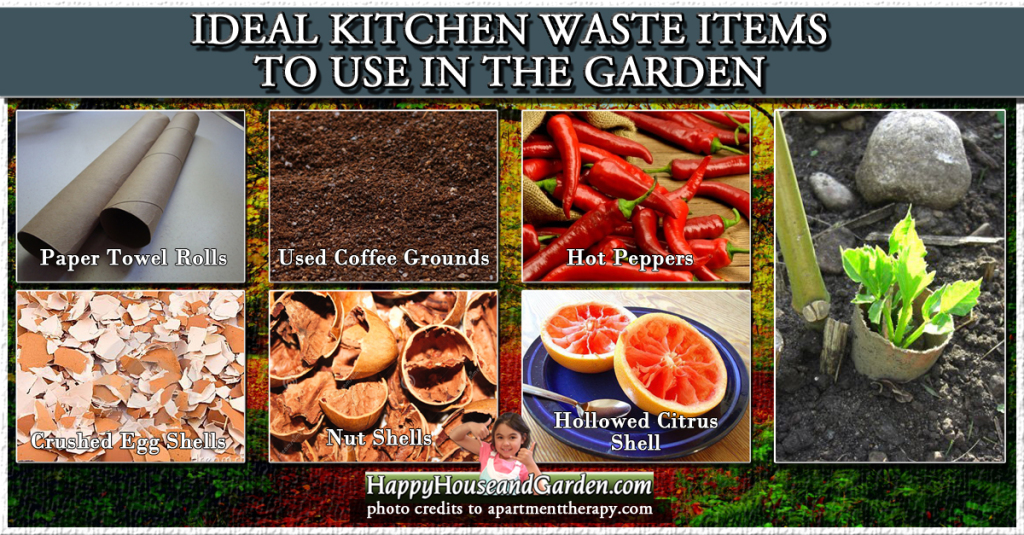 IDEAL KITCHEN WASTE ITEMS
TO USE IN THE GARDEN
Paper Towel Rolls
Used Coffee Grounds
Hot Peppers
Crushed Egg Shells
Nut Shells
Hollowed Citrus
Shell
HappyHouseandGarden.com
photo credits to apartmenttherapy.com